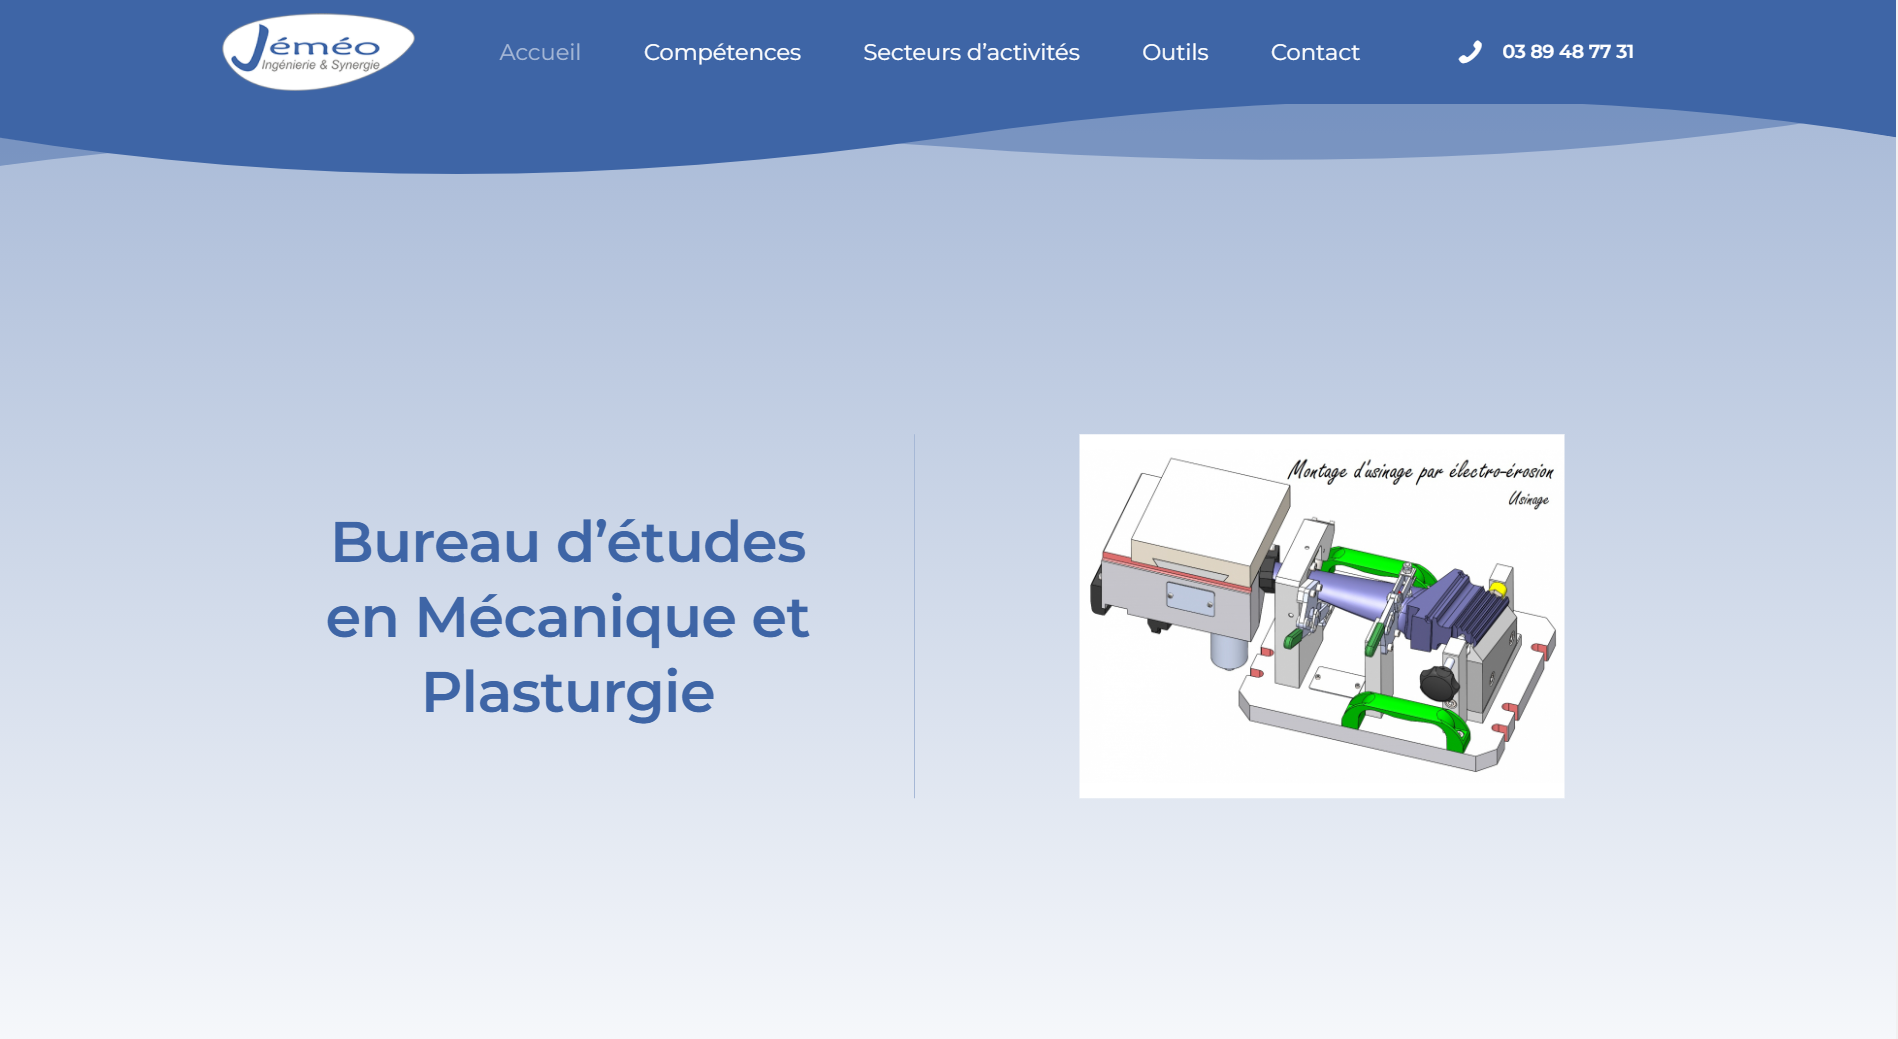 Jéméo
Ingénierie & Synergie
Accueil
Compétences
Secteurs d’activités
Outils
Contact
03 89 48 77 31
Bureau d’études
en Mécanique et
Plasturgie
Montage d'usinage par électro-érosion
Usinage